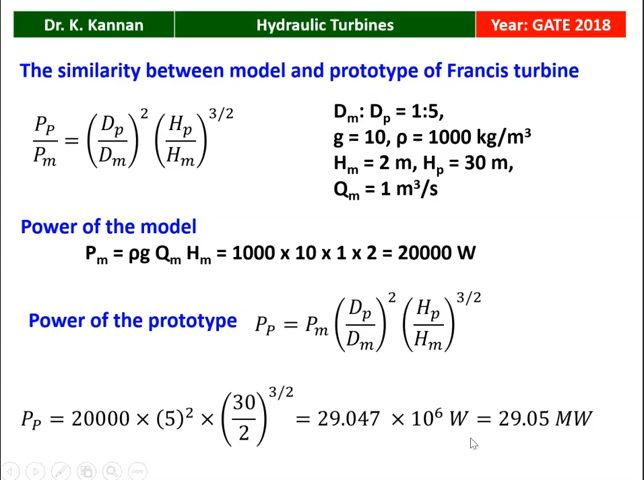 Dr. K. Kannan Hydraulic Turbines Year: GATE 2018
The similarity between model and prototype of Francis turbine
P_P/P_m = (D_p/D_m)^2 (H_p/H_m)^{3/2}
D_m: D_p = 1:5,
g = 10, ρ = 1000 kg/m³
H_m = 2 m, H_p = 30 m,
Q_m = 1 m³/s
Power of the model
P_m = ρg Q_m H_m = 1000 x 10 x 1 x 2 = 20000 W
Power of the prototype P_P = P_m (D_p/D_m)^2 (H_p/H_m)^{3/2}
P_P = 20000 × (5)^2 × (30/2)^{3/2} = 29.047 × 10^6 W = 29.05 MW